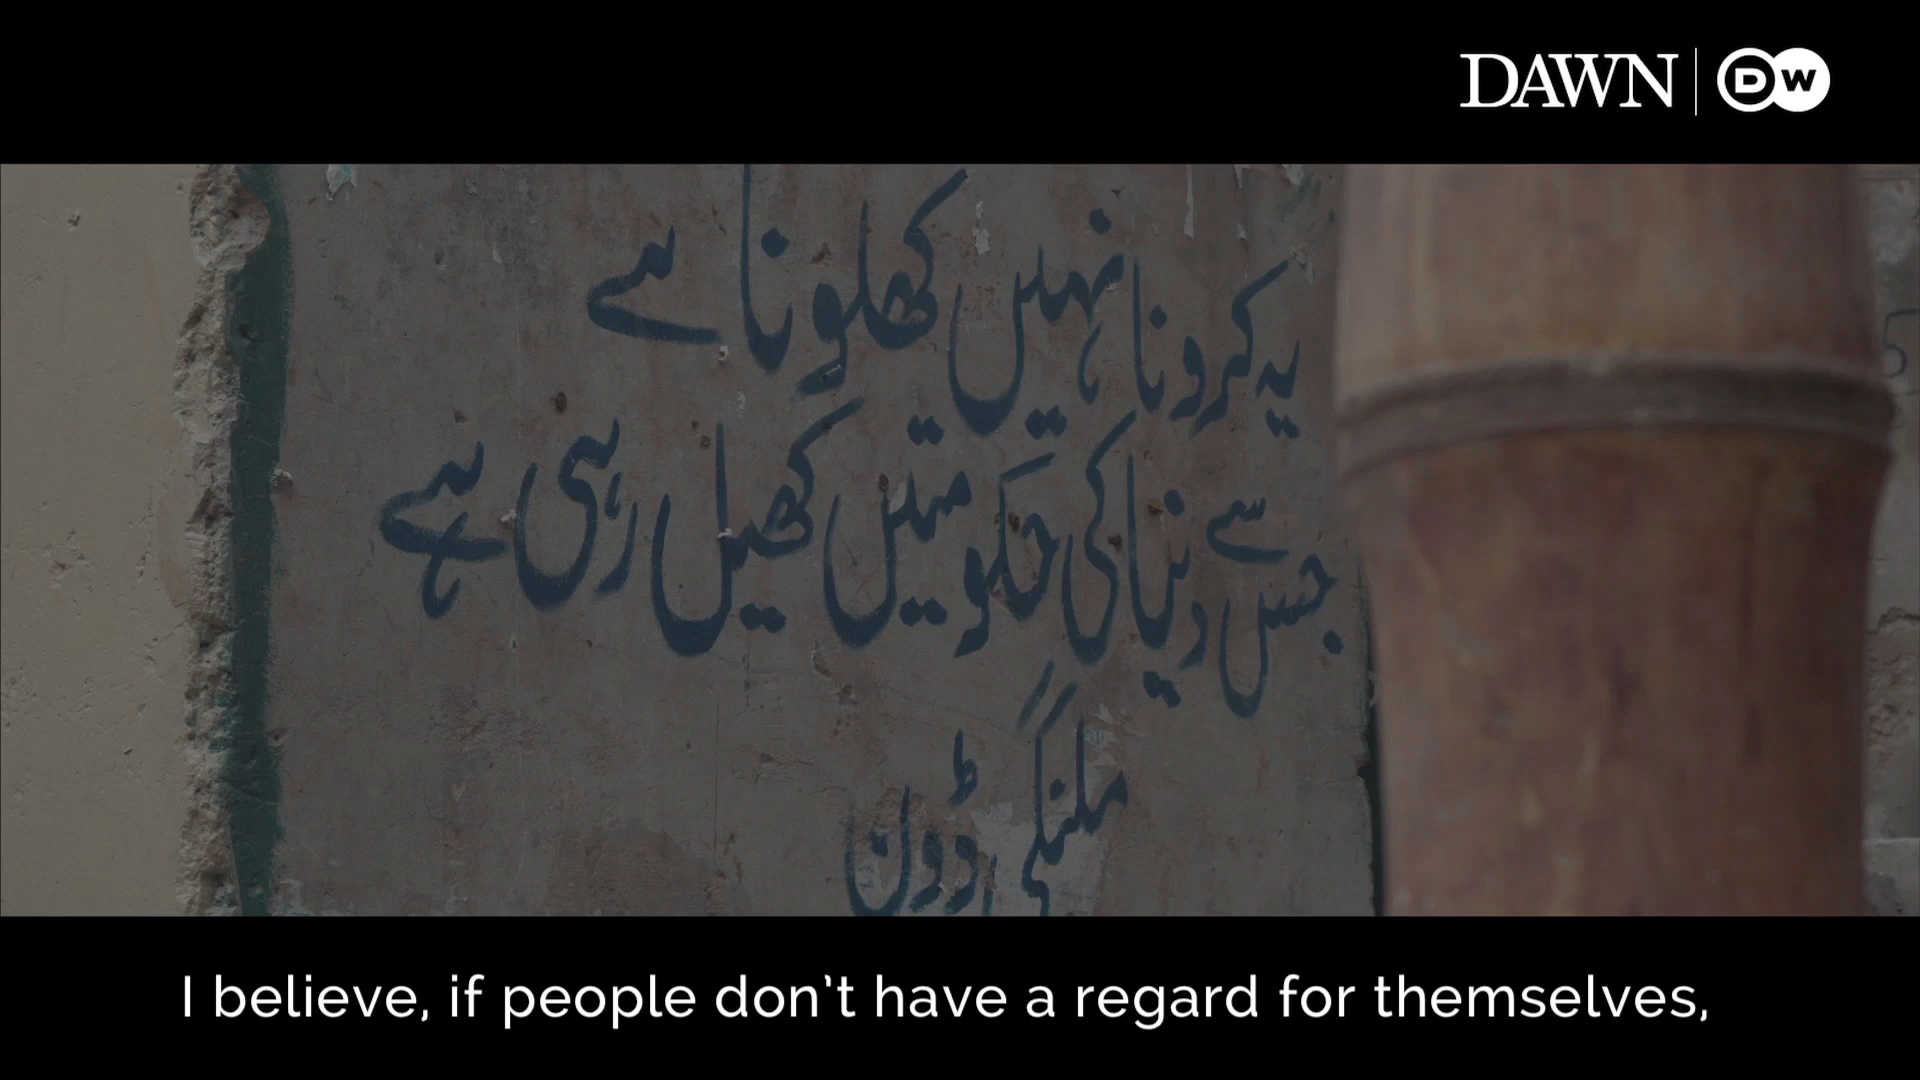 DAWN | DW
یہ کرونا نہیں کھلونا ہے
جس سے دنیا کی حکومتیں کھیل رہی ہے
ملنگی
I believe, if people don't have a regard for themselves,